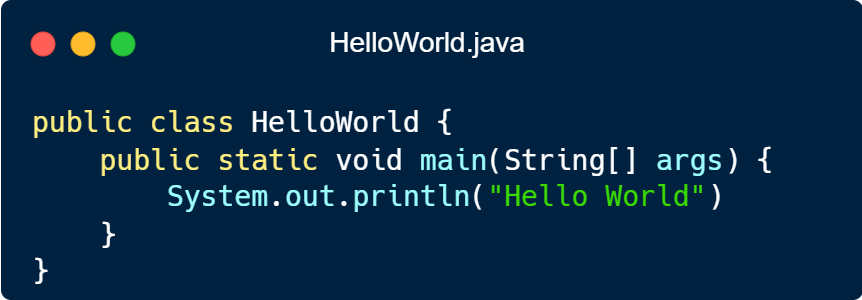 HelloWorld.java
public class HelloWorld {
    public static void main(String[] args) {
        System.out.println("Hello World")
    }
}